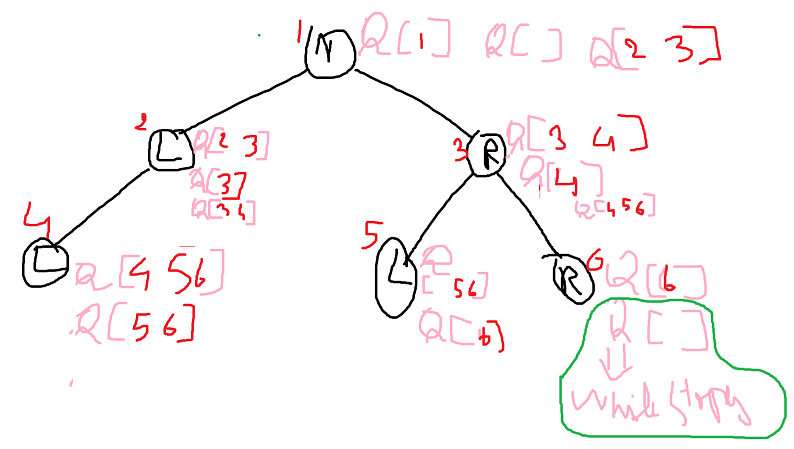 1 N Q[1] Q[ ] Q[2 3]
2 L Q[2 3]
Q[3]
Q[3 4]
3 R Q[3 4]
Q[4]
Q[4 5 6]
4 L Q[4 5 6]
Q[5 6]
5 L Q[ 5 6]
Q[6]
6 R Q[6]
Q[ ]
While stops